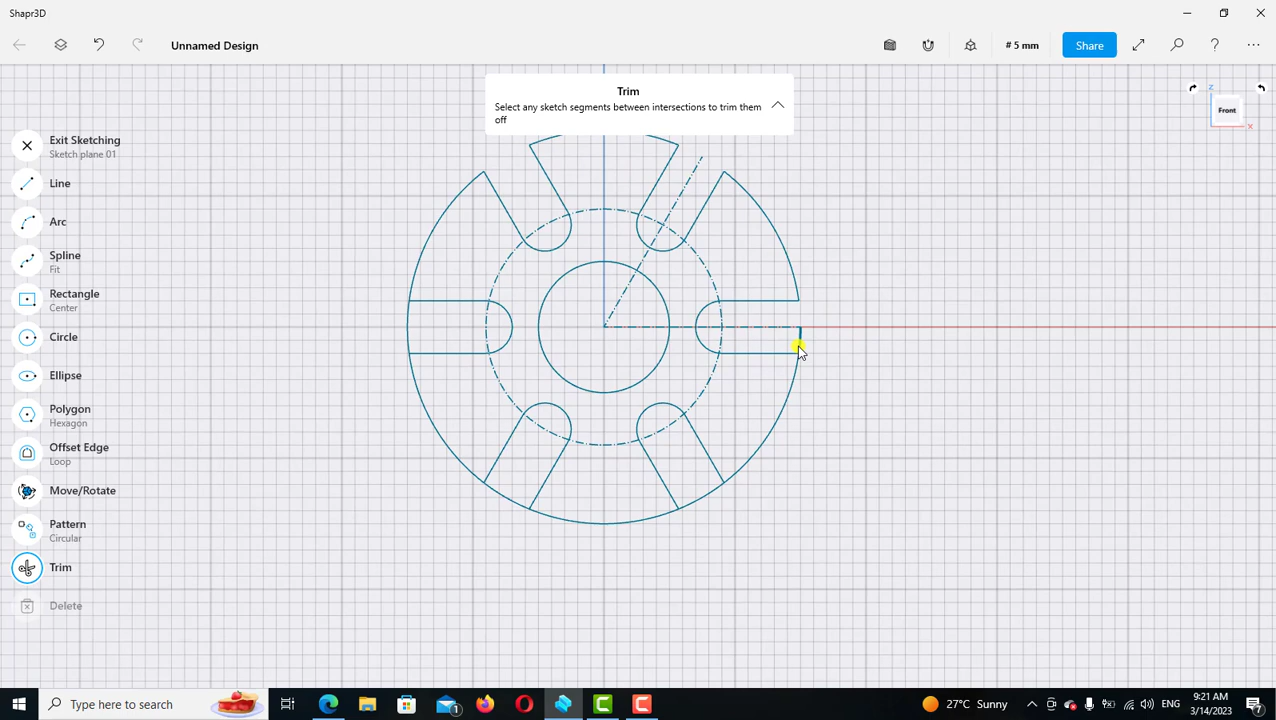 Shapr3D
Unnamed Design
# 5 mm
Share
Trim
Select any sketch segments between intersections to trim them
off
Z
Front
X
Exit Sketching
Sketch plane 01
Line
Arc
Spline
Fit
Rectangle
Center
Circle
Ellipse
Polygon
Hexagon
Offset Edge
Loop
Move/Rotate
Pattern
Circular
Trim
Delete
Type here to search
1
27°C Sunny
ENG
9:21 AM
3/14/2023
7